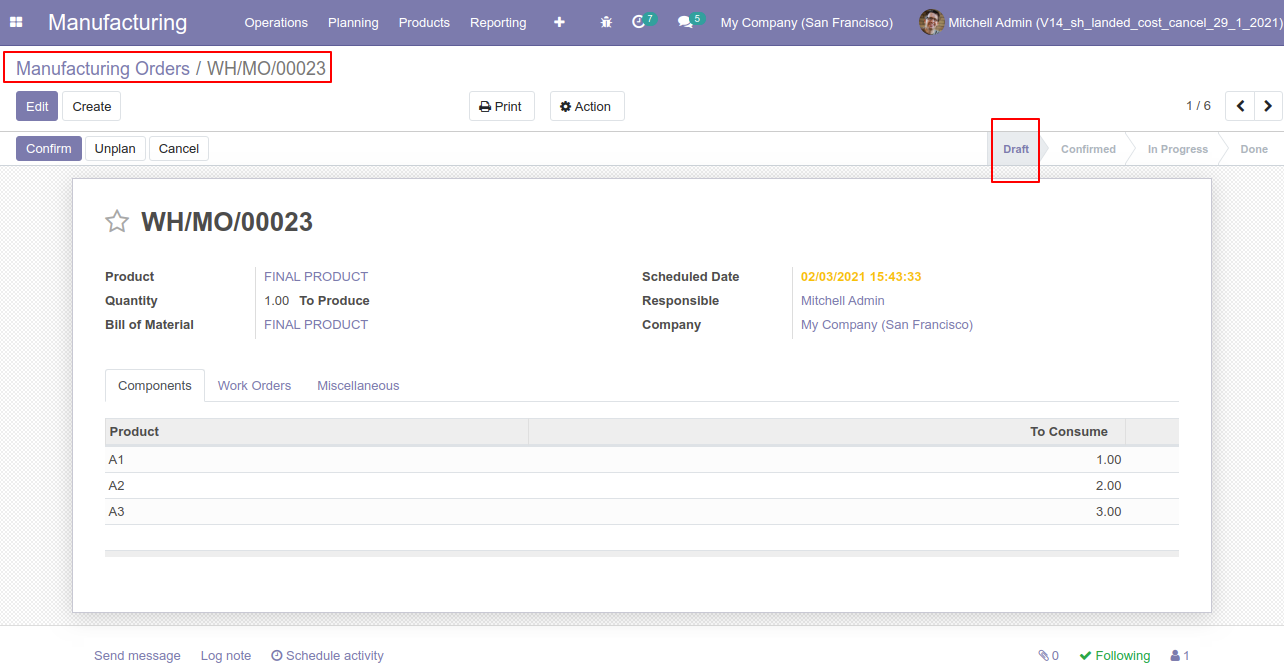 Manufacturing Operations Planning Products Reporting 7 5 My Company (San Francisco) Mitchell Admin (V14_sh_landed_cost_cancel_29_1_2021)
Manufacturing Orders / WH/MO/00023
Edit Create Print Action 1 / 6
Confirm Unplan Cancel Draft Confirmed In Progress Done
WH/MO/00023
Product FINAL PRODUCT Scheduled Date 02/03/2021 15:43:33
Quantity 1.00 To Produce Responsible Mitchell Admin
Bill of Material FINAL PRODUCT Company My Company (San Francisco)
Components Work Orders Miscellaneous
Product To Consume
A1 1.00
A2 2.00
A3 3.00
Send message Log note Schedule activity 0 Following 1